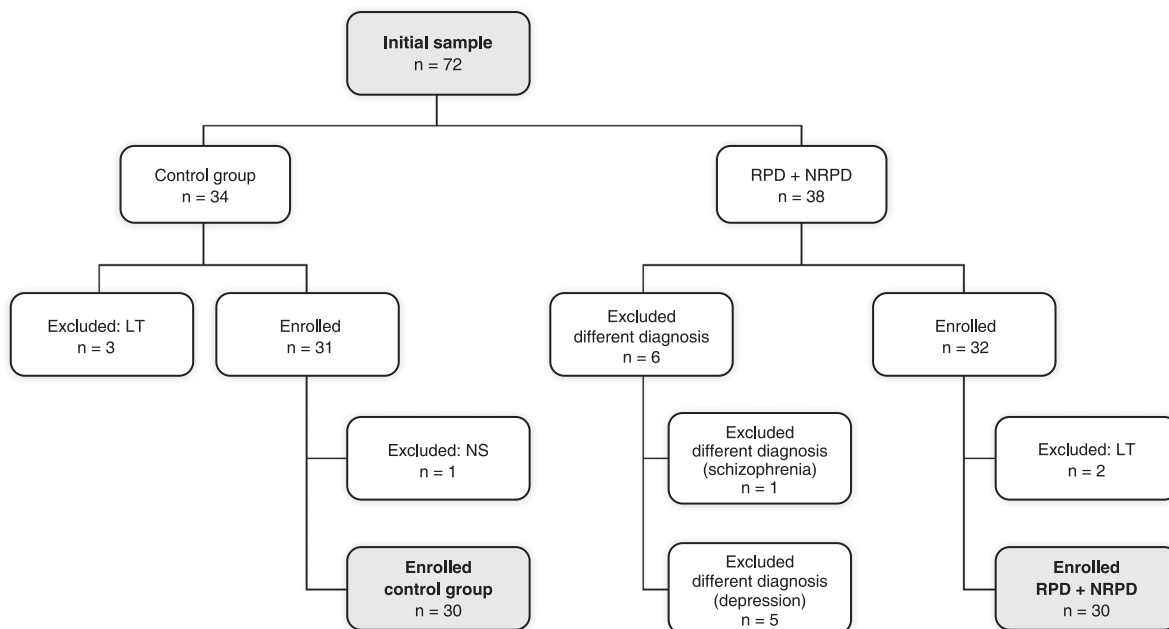 Initial sample
n = 72
Control group
n = 34
RPD + NRPD
n = 38
Excluded: LT
n = 3
Enrolled
n = 31
Excluded
different diagnosis
n = 6
Enrolled
n = 32
Excluded: NS
n = 1
Excluded
different diagnosis
(schizophrenia)
n = 1
Excluded: LT
n = 2
Enrolled
control group
n = 30
Excluded
different diagnosis
(depression)
n = 5
Enrolled
RPD + NRPD
n = 30